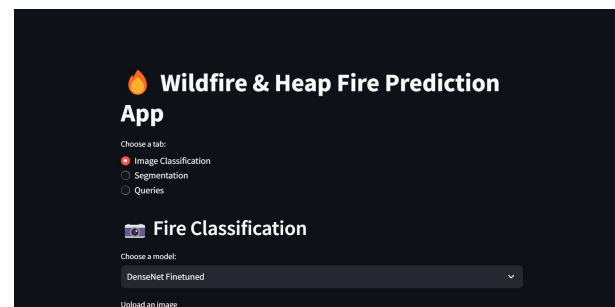 🔥 Wildfire & Heap Fire Prediction
App
Choose a tab:
Image Classification
Segmentation
Queries
📷 Fire Classification
Choose a model:
DenseNet Finetuned
Upload an image